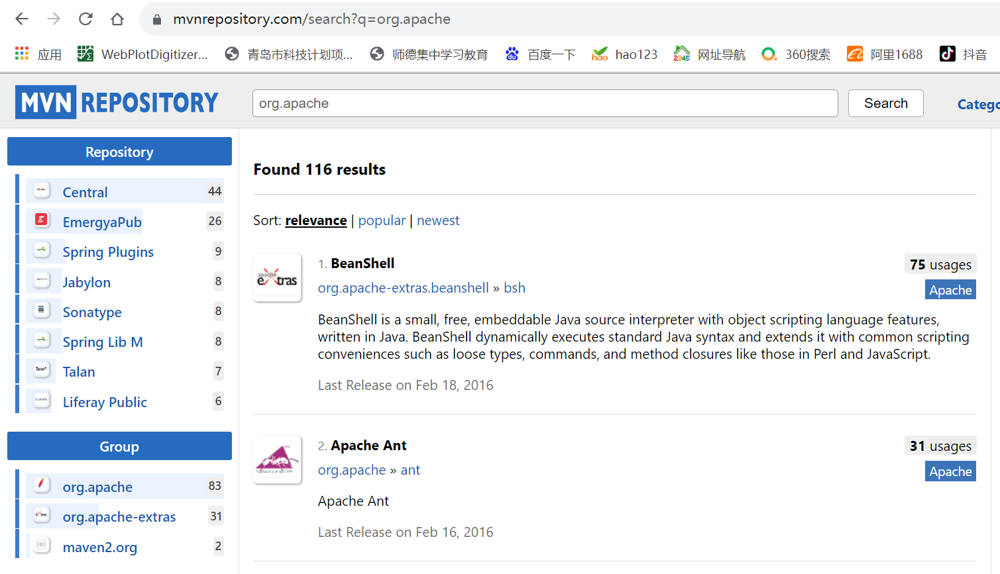 mvnrepository.com/search?q=org.apache
应用
WebPlotDigitizer...
青岛市科技计划项...
师德集中学习教育
百度一下
hao123
网址导航
360搜索
阿里1688
抖音
MVN REPOSITORY
org.apache
Search
Catego
Repository
Central 44
EmergyaPub 26
Spring Plugins 9
Jabylon 8
Sonatype 8
Spring Lib M 8
Talan 7
Liferay Public 6
Group
org.apache 83
org.apache-extras 31
maven2.org 2
Found 116 results
Sort: relevance | popular | newest
apache
extras
1. BeanShell
75 usages
org.apache-extras.beanshell » bsh
Apache
BeanShell is a small, free, embeddable Java source interpreter with object scripting language features,
written in Java. BeanShell dynamically executes standard Java syntax and extends it with common scripting
conveniences such as loose types, commands, and method closures like those in Perl and JavaScript.
Last Release on Feb 18, 2016
2. Apache Ant
31 usages
org.apache » ant
Apache
Apache Ant
Last Release on Feb 16, 2016